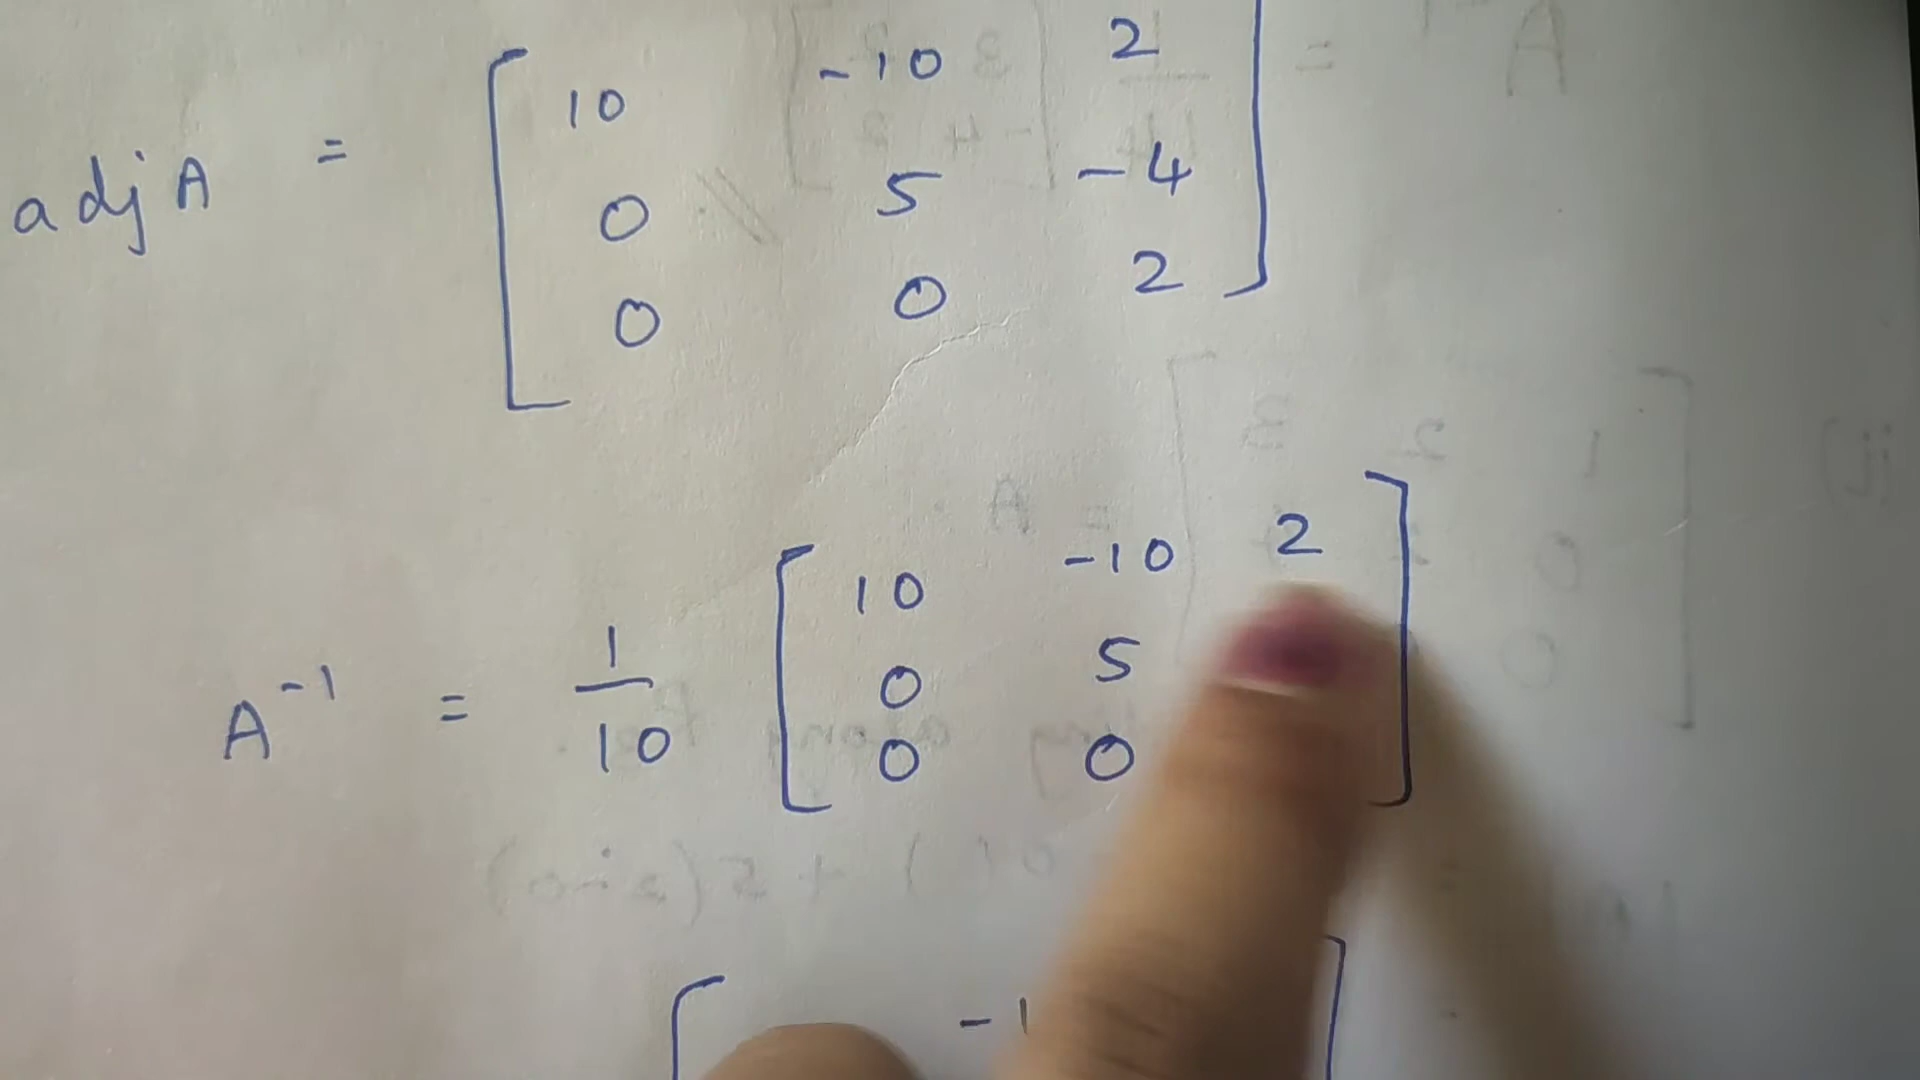 adj A = [ 10 -10 2
0 5 -4
0 0 2 ]
A⁻¹ = 1/10 [ 10 -10 2
0 5
0 0 ]
[ -1 ]